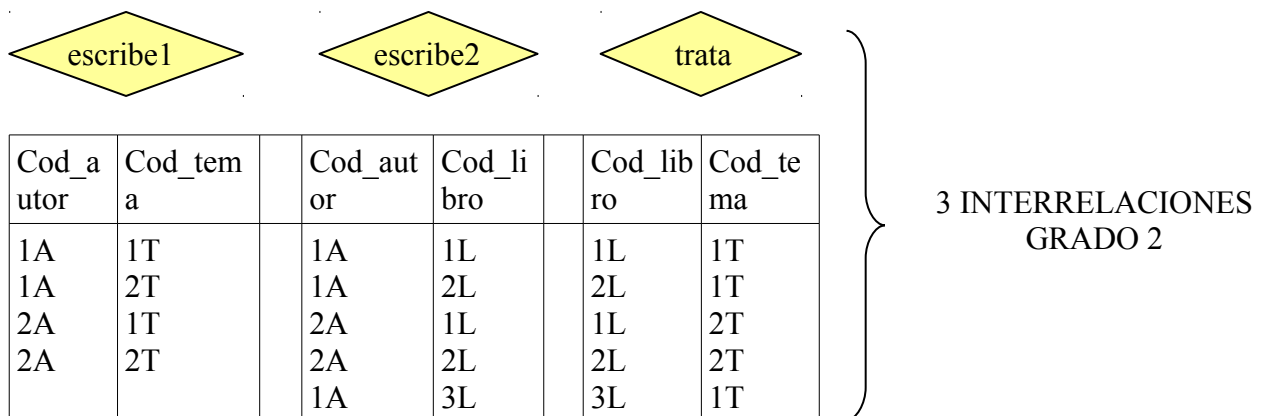 escribe1 escribe2 trata
Cod_a Cod_tem Cod_aut Cod_li Cod_lib Cod_te
utor a or bro ro ma
1A 1T 1A 1L 1L 1T
1A 2T 1A 2L 2L 1T
2A 1T 2A 1L 1L 2T
2A 2T 2A 2L 2L 2T
1A 3L 3L 1T
3 INTERRELACIONES
GRADO 2